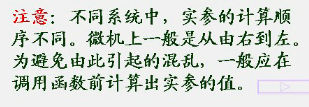 注意：不同系统中，实参的计算顺
序不同。微机上一般是从由右到左。
为避免由此引起的混乱，一般应在
调用函数前计算出实参的值。